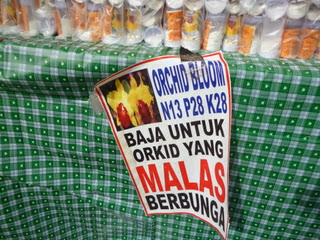 ORCHID BLOOM
N13 P28 K28
BAJA UNTUK
ORKID YANG
MALAS
BERBUNGA